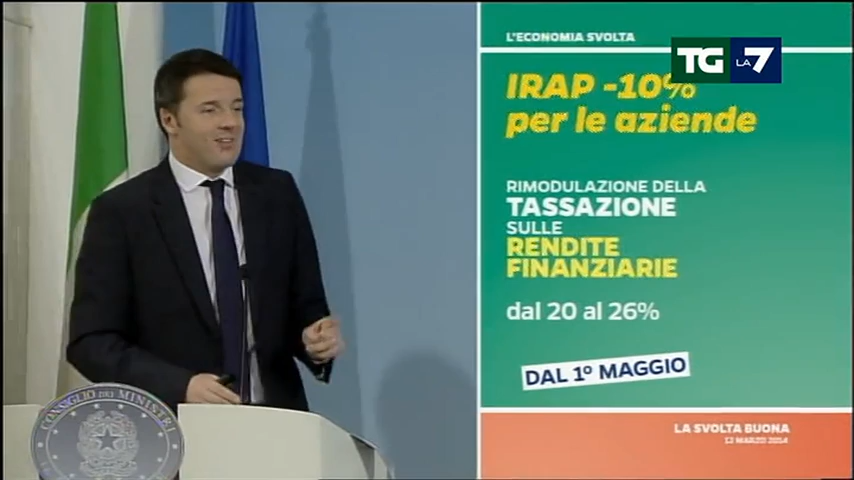 L'ECONOMIA SVOLTA
TG LA 7
IRAP -10%
per le aziende
RIMODULAZIONE DELLA
TASSAZIONE
SULLE
RENDITE
FINANZIARIE
dal 20 al 26%
DAL 1º MAGGIO
LA SVOLTA BUONA
12 MARZO 2014
CONSIGLIO DEI MINISTRI